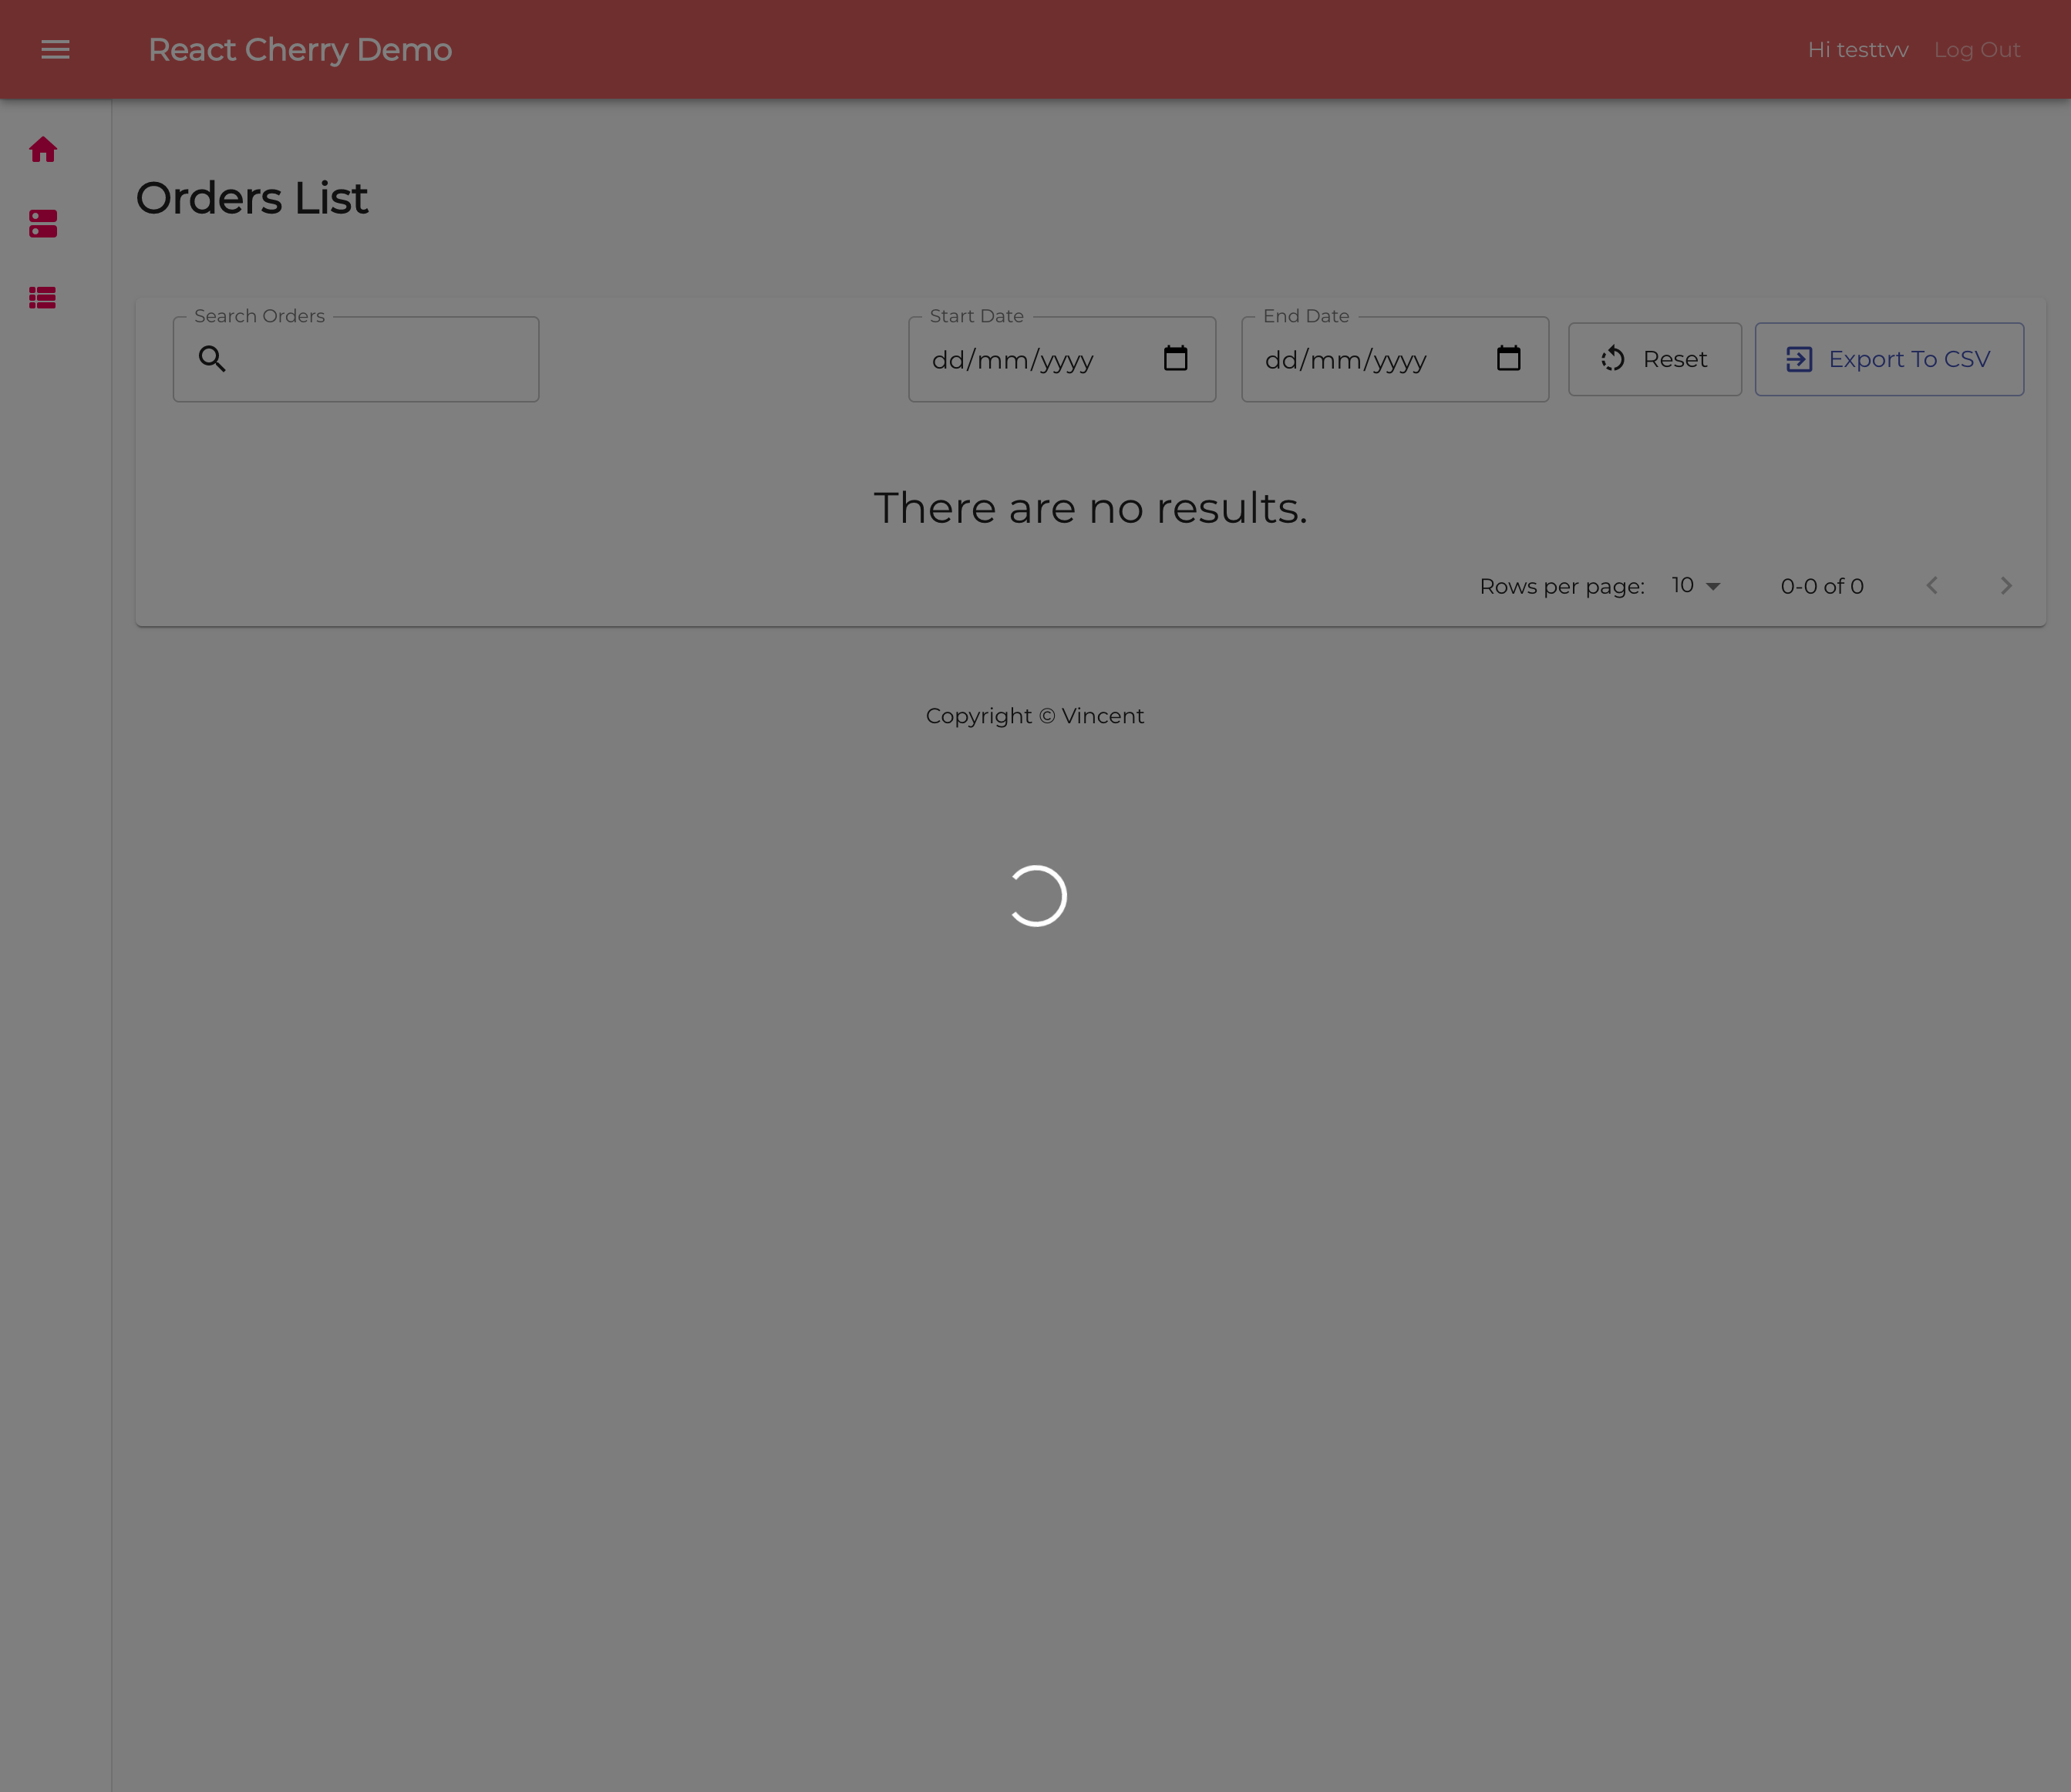 React Cherry Demo
Hi testtvv Log Out
Orders List
Search Orders
Start Date
dd/mm/yyyy
End Date
dd/mm/yyyy
Reset
Export To CSV
There are no results.
Rows per page: 10 0-0 of 0
Copyright © Vincent